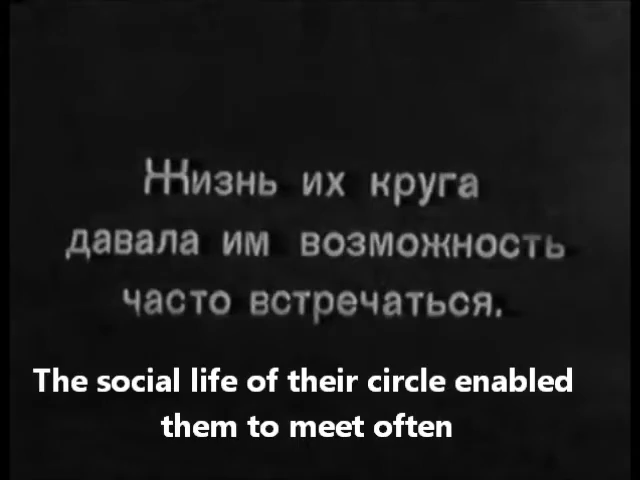 Жизнь их круга
давала им возможность
часто встречаться.
The social life of their circle enabled
them to meet often